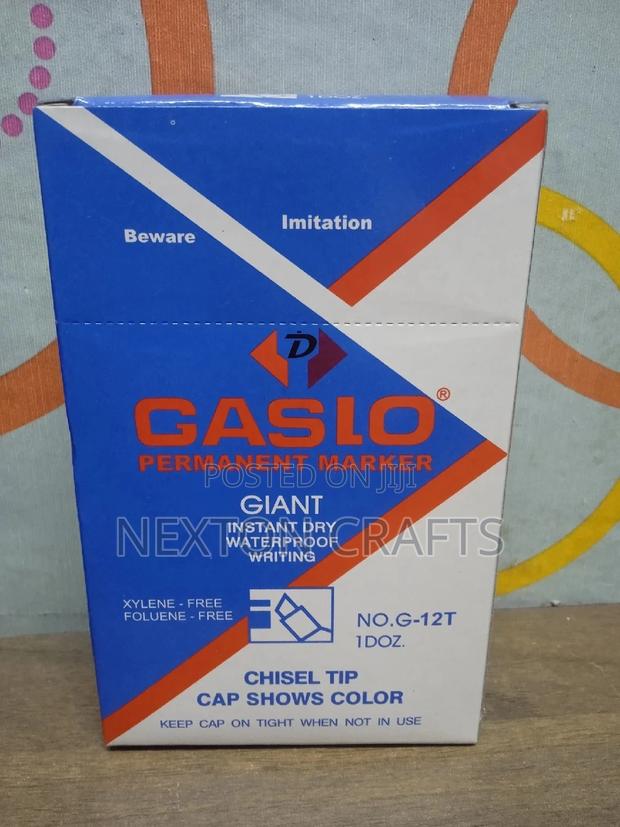 Beware
Imitation
D
GASLO®
PERMANENT MARKER
POSTED ON JIJI
GIANT
INSTANT DRY
NEXTON CRAFTS
WATERPROOF
WRITING
XYLENE - FREE
FOLUENE - FREE
NO.G-12T
1DOZ.
CHISEL TIP
CAP SHOWS COLOR
KEEP CAP ON TIGHT WHEN NOT IN USE